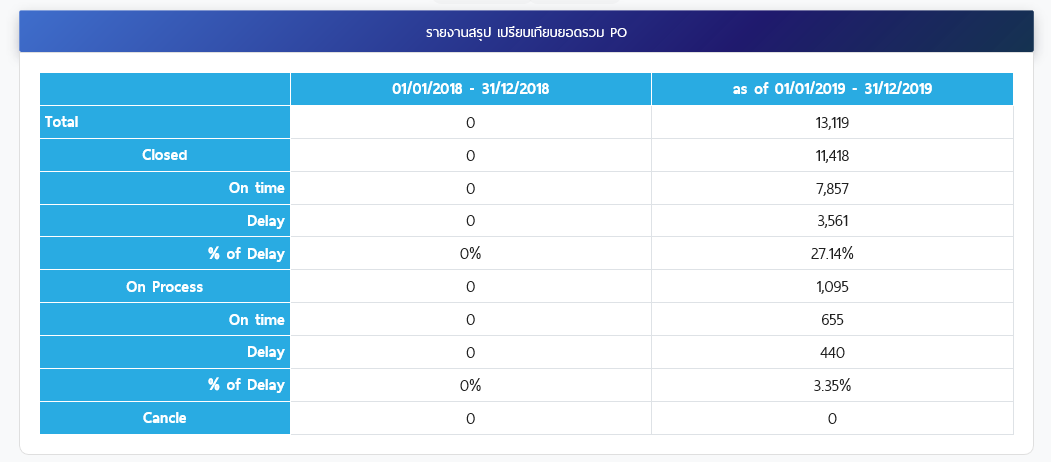 รายงานสรุป เปรียบเทียบยอดรวม PO
01/01/2018 - 31/12/2018 as of 01/01/2019 - 31/12/2019
Total 0 13,119
Closed 0 11,418
On time 0 7,857
Delay 0 3,561
% of Delay 0% 27.14%
On Process 0 1,095
On time 0 655
Delay 0 440
% of Delay 0% 3.35%
Cancle 0 0